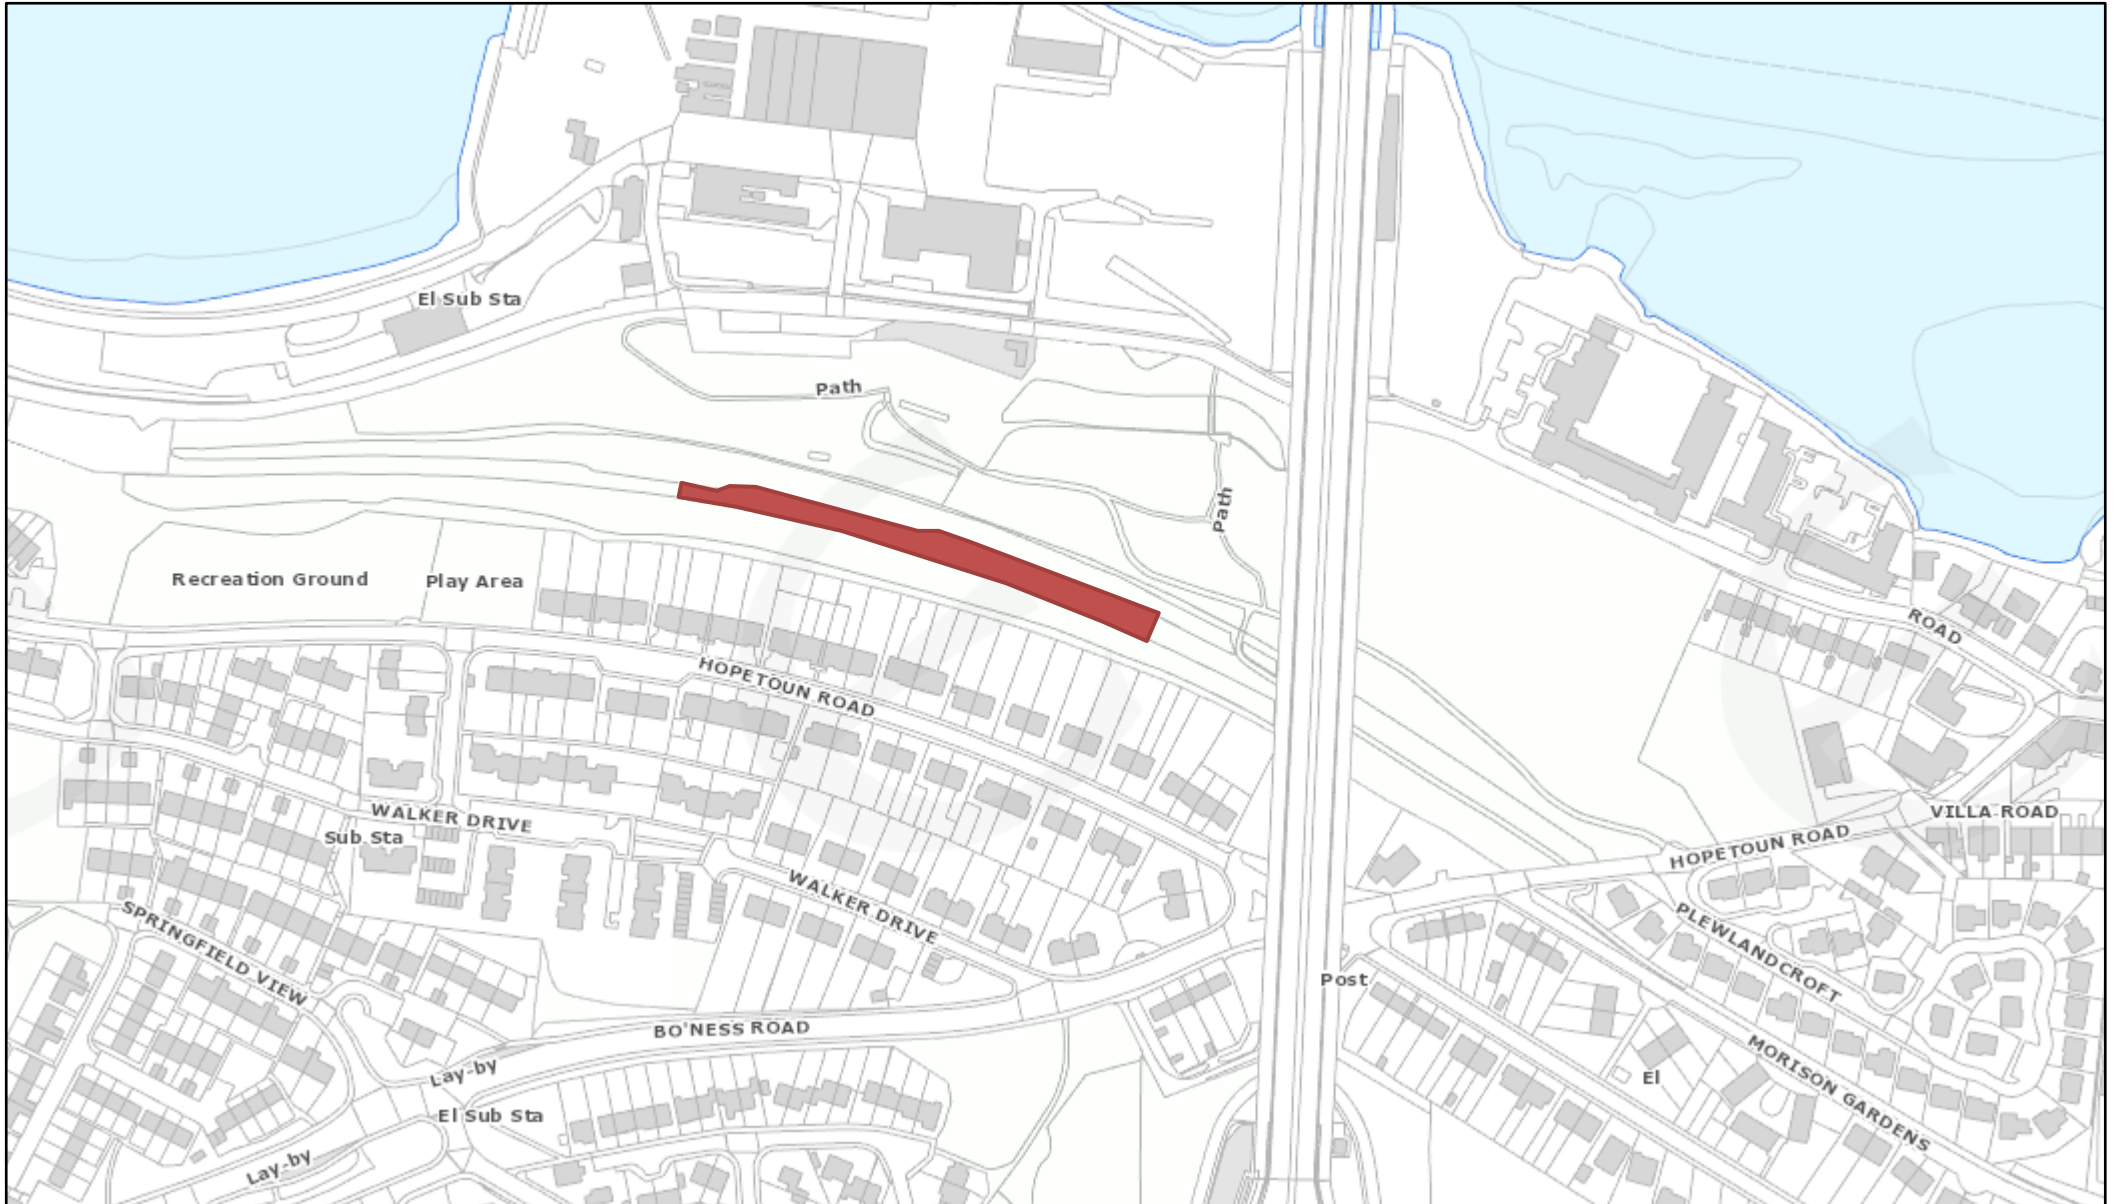 El Sub Sta
Path
Path
Recreation Ground
Play Area
ROAD
HOPETOUN ROAD
WALKER DRIVE
Sub Sta
VILLA ROAD
HOPETOUN ROAD
WALKER DRIVE
SPRINGFIELD VIEW
PLEWLANDCROFT
Post
BO'NESS ROAD
Lay-by
El
MORISON GARDENS
El Sub Sta
Lay-by